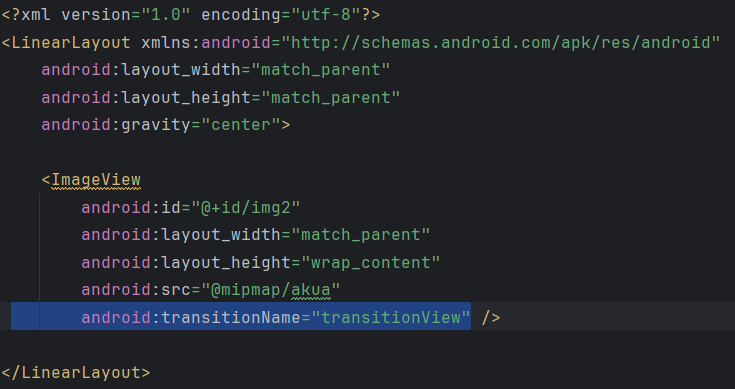 <?xml version="1.0" encoding="utf-8"?>
<LinearLayout xmlns:android="http://schemas.android.com/apk/res/android"
    android:layout_width="match_parent"
    android:layout_height="match_parent"
    android:gravity="center">

    <ImageView
        android:id="@+id/img2"
        android:layout_width="match_parent"
        android:layout_height="wrap_content"
        android:src="@mipmap/akua"
        android:transitionName="transitionView" />

</LinearLayout>